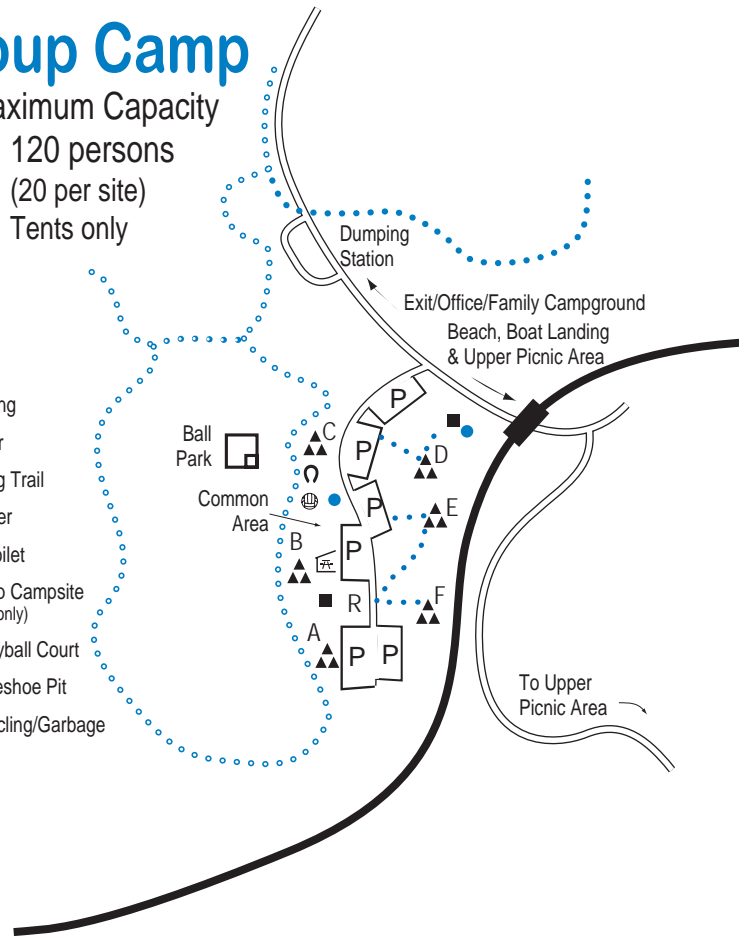 oup Camp
aximum Capacity
120 persons
(20 per site)
Tents only
Dumping
Station
Exit/Office/Family Campground
Beach, Boat Landing
& Upper Picnic Area
ng
r
g Trail
er
oilet
o Campsite
only)
yball Court
eshoe Pit
cling/Garbage
Ball
Park
Common
Area
P
P
P
P
P
P
C
D
E
B
R
F
A
To Upper
Picnic Area